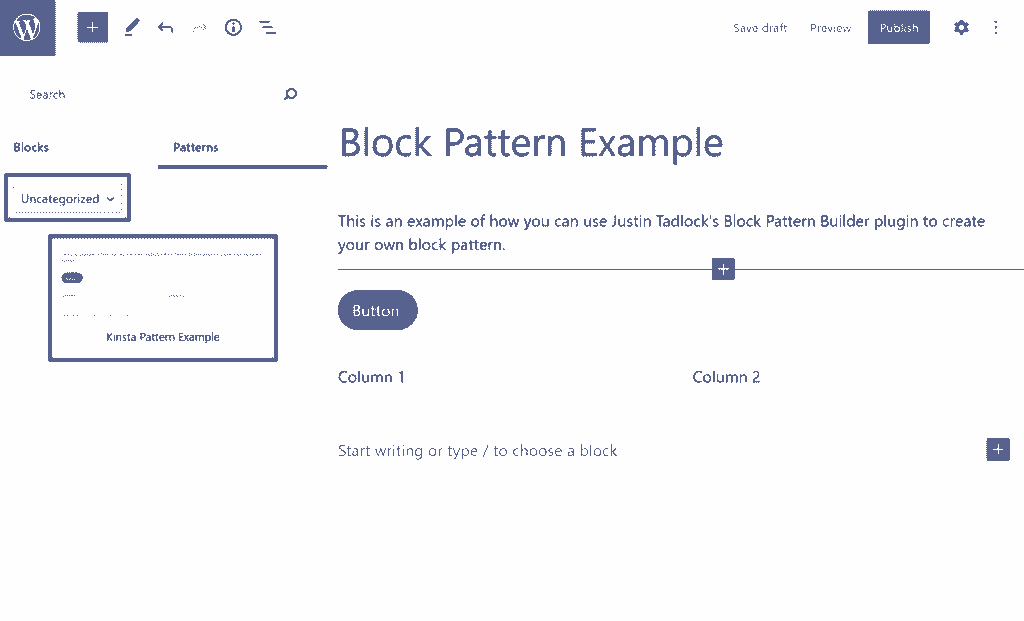 Save draft
Preview
Publish
Search
Blocks
Patterns
Uncategorized
Kinsta Pattern Example
Block Pattern Example
This is an example of how you can use Justin Tadlock's Block Pattern Builder plugin to create
your own block pattern.
Button
Column 1
Column 2
Start writing or type / to choose a block